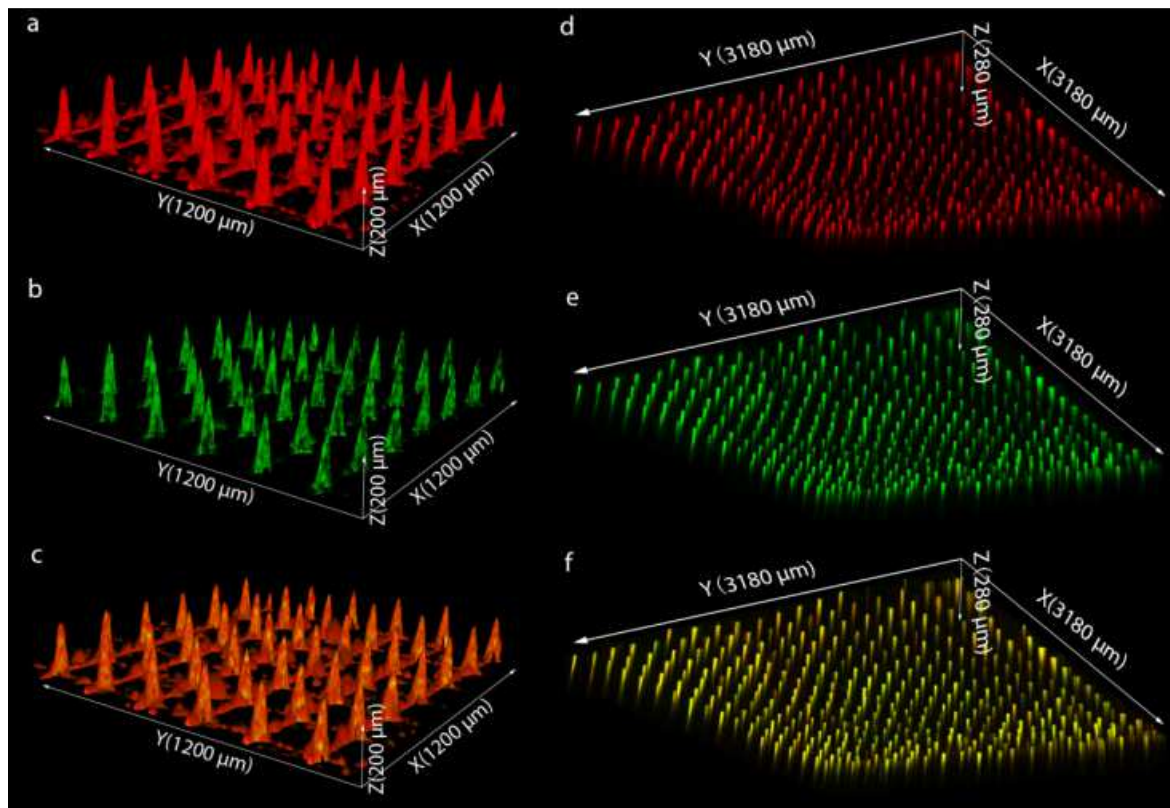 a
Y(1200 µm)
X(1200 µm)
Z(200 µm)
b
Y(1200 µm)
X(1200 µm)
Z(200 µm)
c
Y(1200 µm)
X(1200 µm)
Z(200 µm)
d
Y (3180 µm)
Z (280 µm)
X(3180 µm)
e
Y (3180 µm)
Z (280 µm)
X(3180 µm)
f
Y (3180 µm)
Z (280 µm)
X(3180 µm)